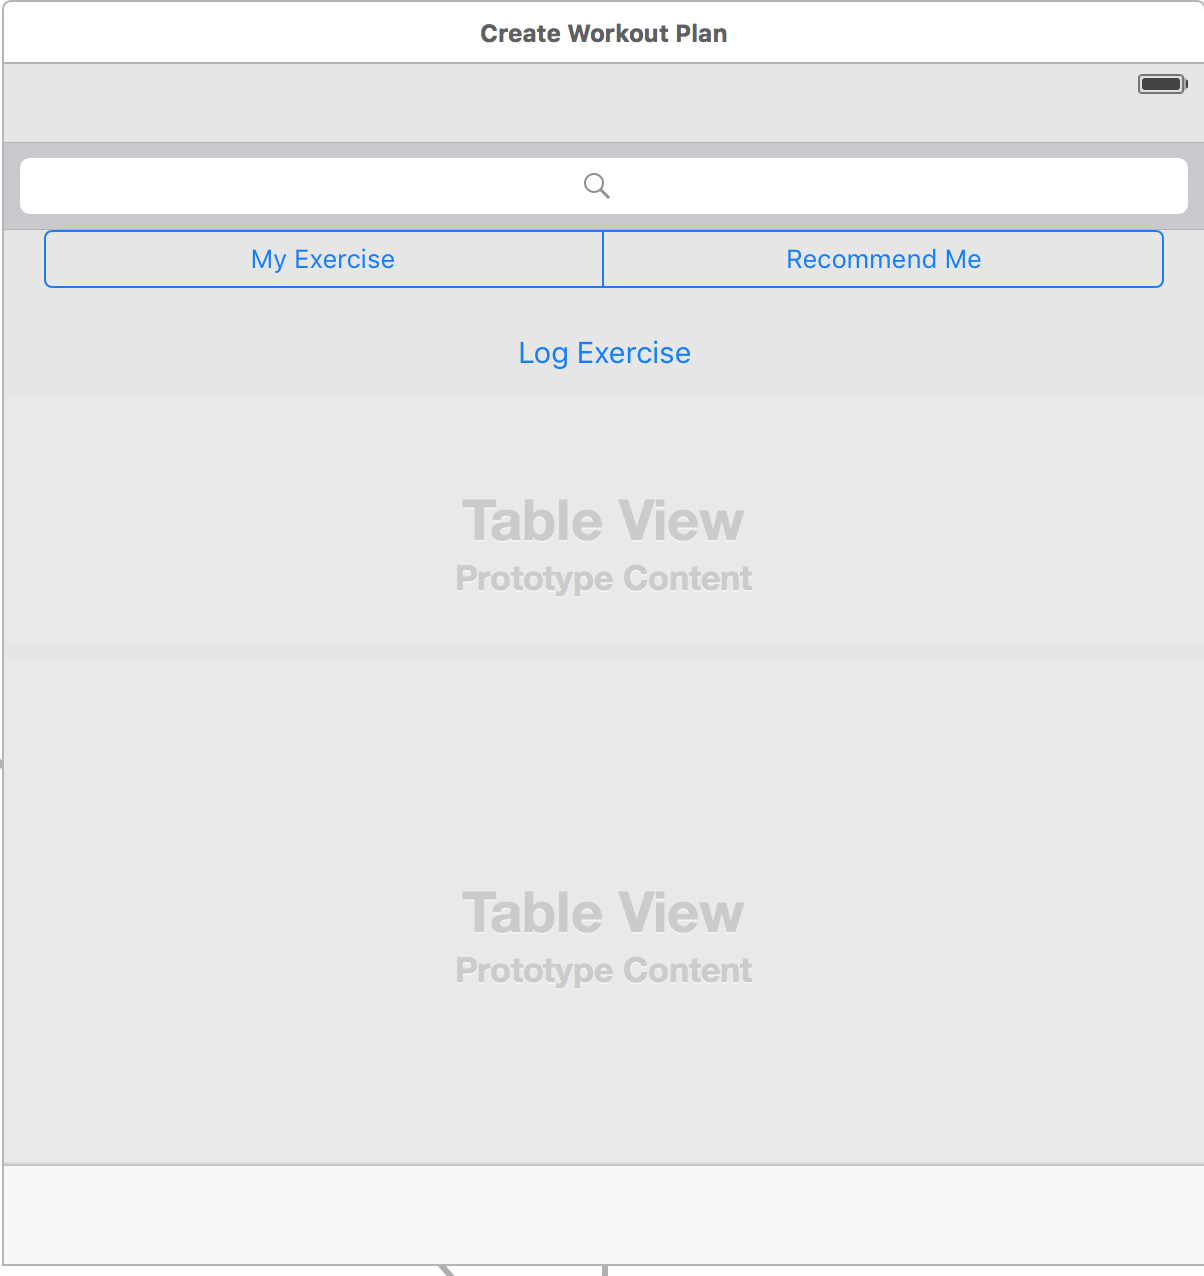 Create Workout Plan
My Exercise
Recommend Me
Log Exercise
Table View
Prototype Content
Table View
Prototype Content